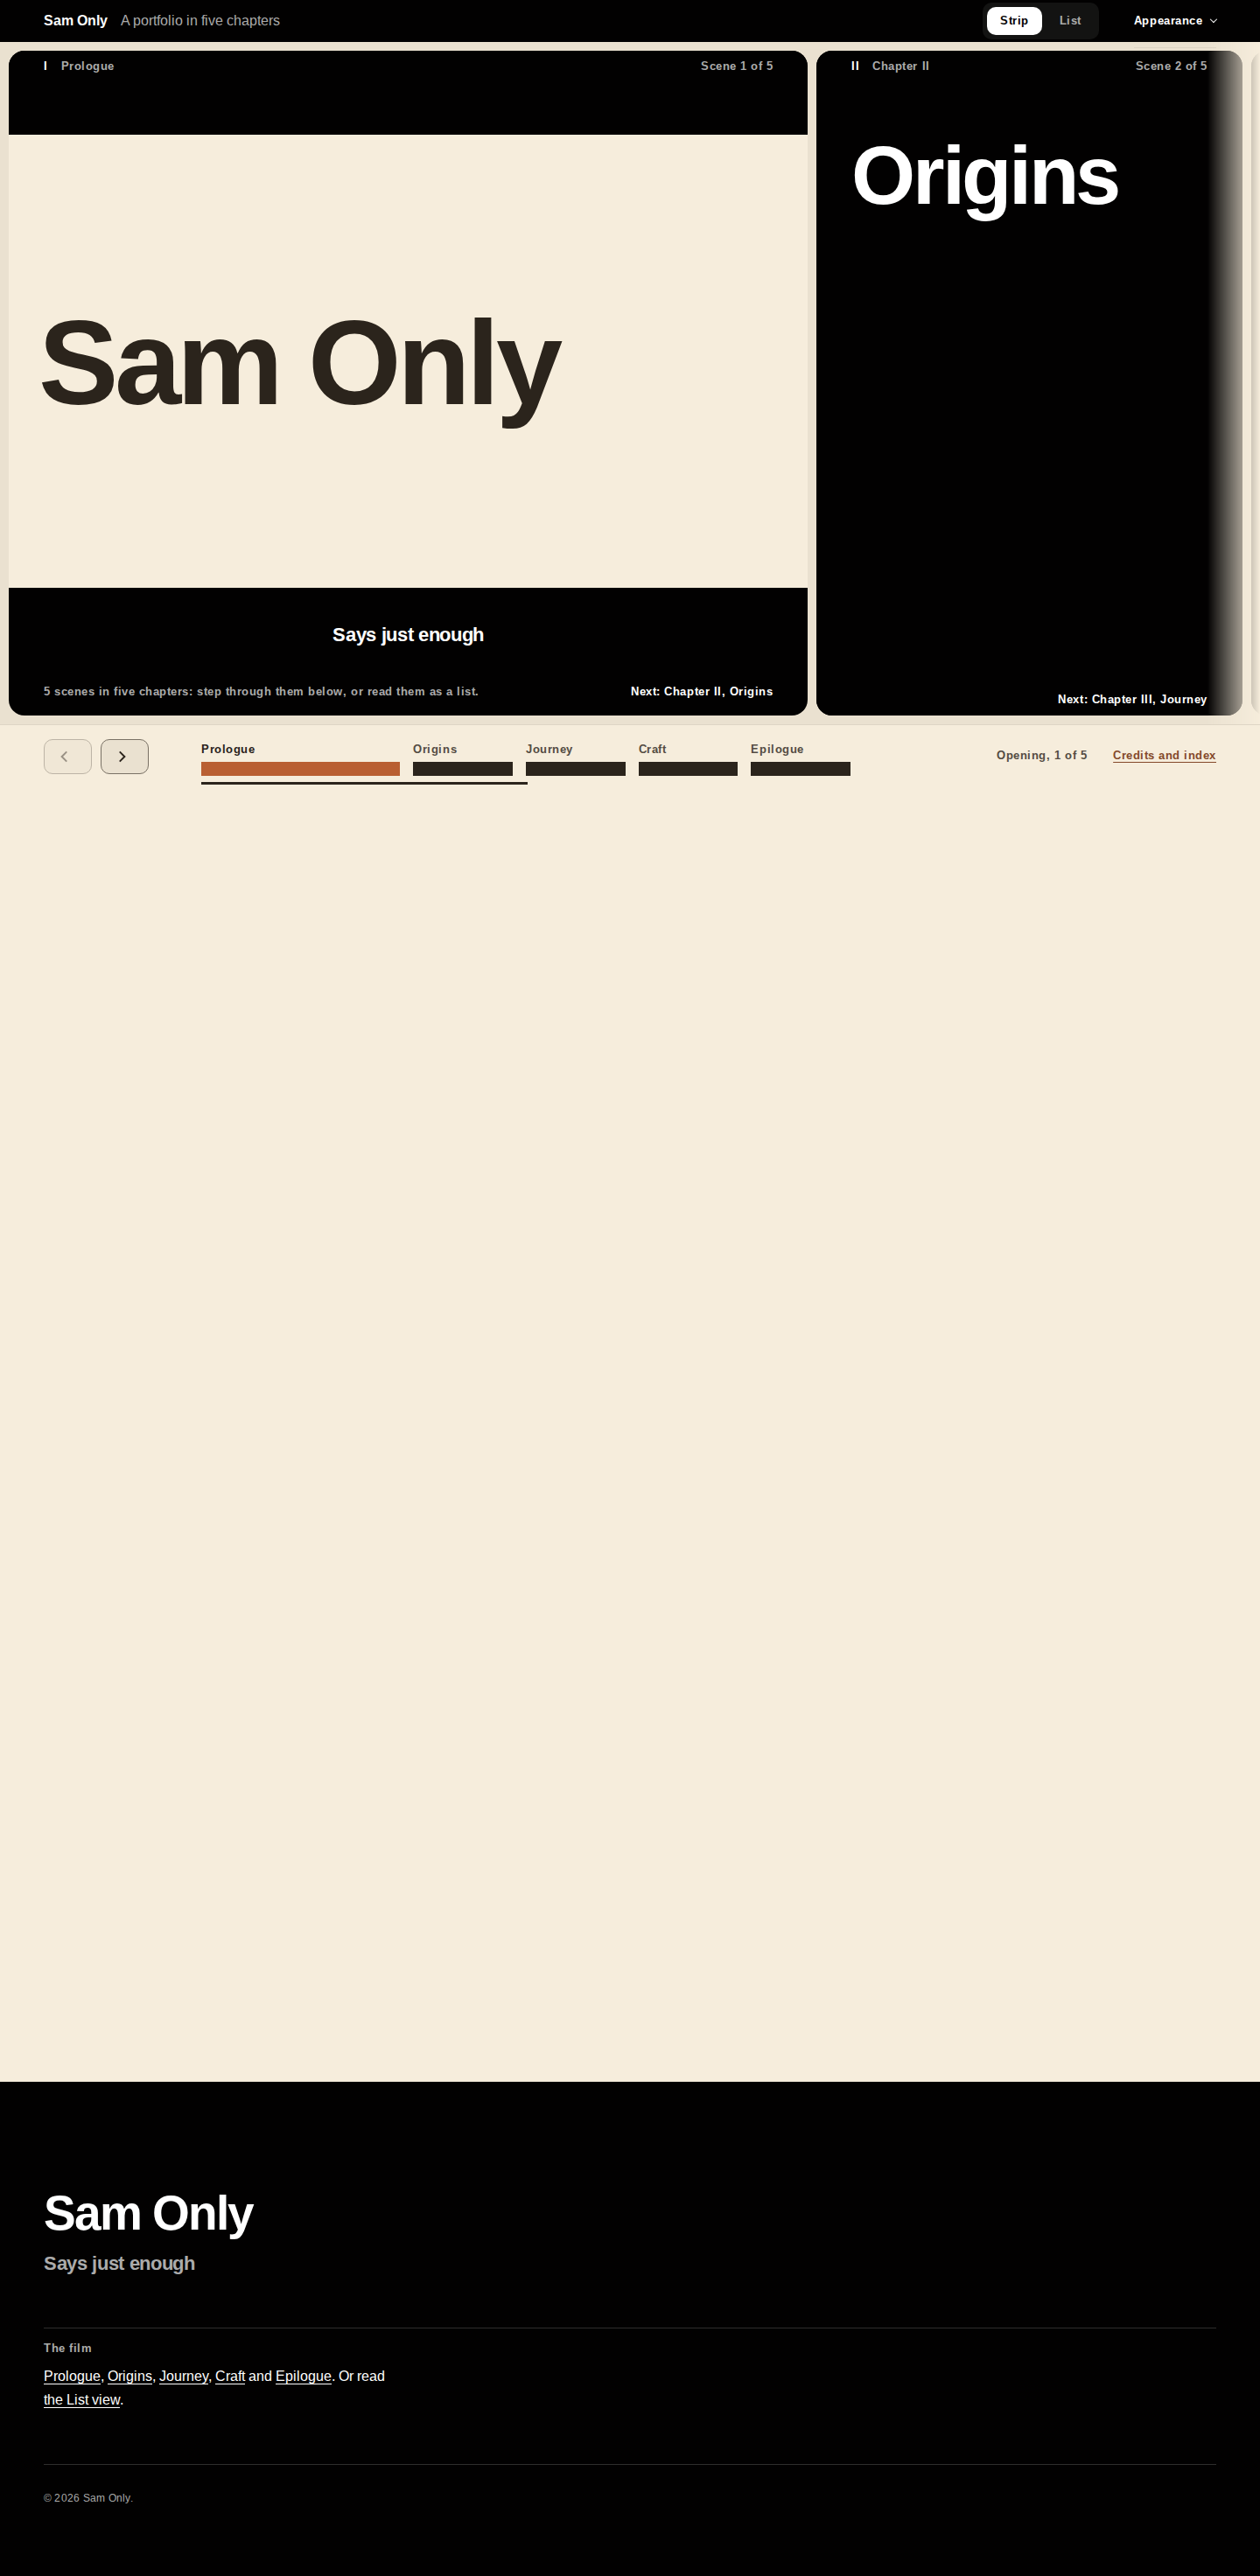 Sam Only A portfolio in five chapters
Strip List Appearance
I Prologue Scene 1 of 5
Sam Only
Says just enough
5 scenes in five chapters: step through them below, or read them as a list. Next: Chapter II, Origins
II Chapter II Scene 2 of 5
Origins
Next: Chapter III, Journey
Prologue Origins Journey Craft Epilogue
Opening, 1 of 5 Credits and index
Sam Only
Says just enough
The film
Prologue, Origins, Journey, Craft and Epilogue. Or read
the List view.
© 2026 Sam Only.